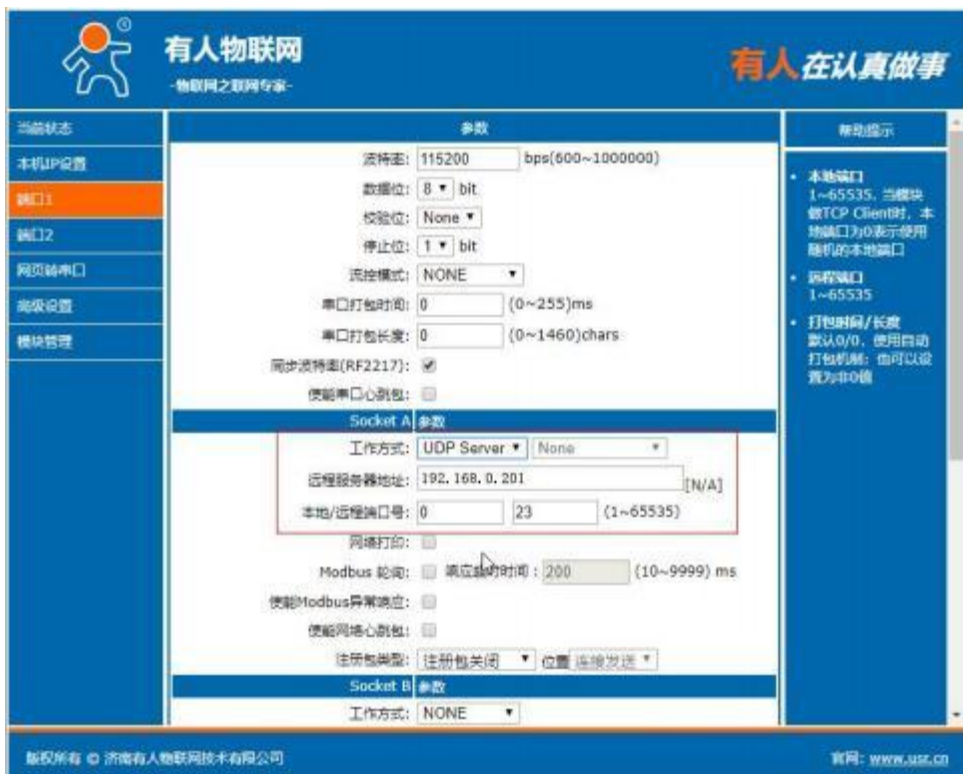 有人物联网
-物联网之联网专家-
有人在认真做事
当前状态
本机IP设置
端口1
端口2
网页转串口
高级设置
模块管理
参数
波特率: 115200 bps(600~1000000)
数据位: 8 bit
校验位: None
停止位: 1 bit
流控模式: NONE
串口打包时间: 0 (0~255)ms
串口打包长度: 0 (0~1460)chars
同步波特率(RF2217):
使能串口心跳包:
Socket A 参数
工作方式: UDP Server None
远程服务器地址: 192.168.0.201 [N/A]
本地/远程端口号: 0 23 (1~65535)
网络打印:
Modbus 轮询: 响应超时时间: 200 (10~9999) ms
使能Modbus异常响应:
使能网络心跳包:
注册包类型: 注册包关闭 位置 连接发送
Socket B 参数
工作方式: NONE
帮助提示
本地端口
1~65535. 当模块
做TCP Client时, 本
地端口为0表示使用
随机的本地端口
远程端口
1~65535
打包时间/长度
默认0/0, 使用自动
打包机制; 也可以设
置为非0值
版权所有 © 济南有人物联网技术有限公司
官网: www.usr.cn